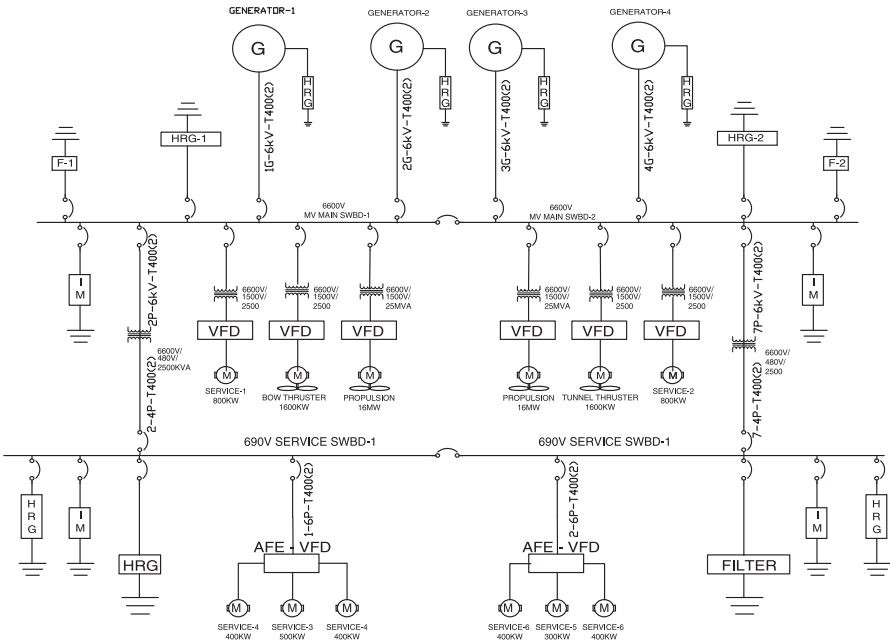 GENERATOR-1
GENERATOR-2
GENERATOR-3
GENERATOR-4
G
G
G
G
HRG
HRG
HRG
HRG
1G-6kV-T400(2)
2G-6kV-T400(2)
3G-6kV-T400(2)
4G-6kV-T400(2)
HRG-1
HRG-2
F-1
F-2
6600V
MV MAIN SWBD-1
6600V
MV MAIN SWBD-2
IM
2P-6kV-T400(2)
6600V/
1500V/
2500
6600V/
1500V/
2500
6600V/
1500V/
25MVA
6600V/
1500V/
25MVA
6600V/
1500V/
2500
6600V/
1500V/
2500
7P-6kV-T400(2)
IM
VFD
VFD
VFD
VFD
VFD
VFD
6600V/
480V/
2500KVA
6600V/
480V/
2500
M
M
M
M
M
M
SERVICE-1
800KW
BOW THRUSTER
1600KW
PROPULSION
16MW
PROPULSION
16MW
TUNNEL THRUSTER
1600KW
SERVICE-2
800KW
2-4P-T400(2)
7-4P-T400(2)
690V SERVICE SWBD-1
690V SERVICE SWBD-1
HRG
IM
1-6P-T400(2)
2-6P-T400(2)
IM
HRG
HRG
AFE - VFD
AFE - VFD
FILTER
M
M
M
M
M
M
SERVICE-4
400KW
SERVICE-3
500KW
SERVICE-4
400KW
SERVICE-6
400KW
SERVICE-5
300KW
SERVICE-6
400KW